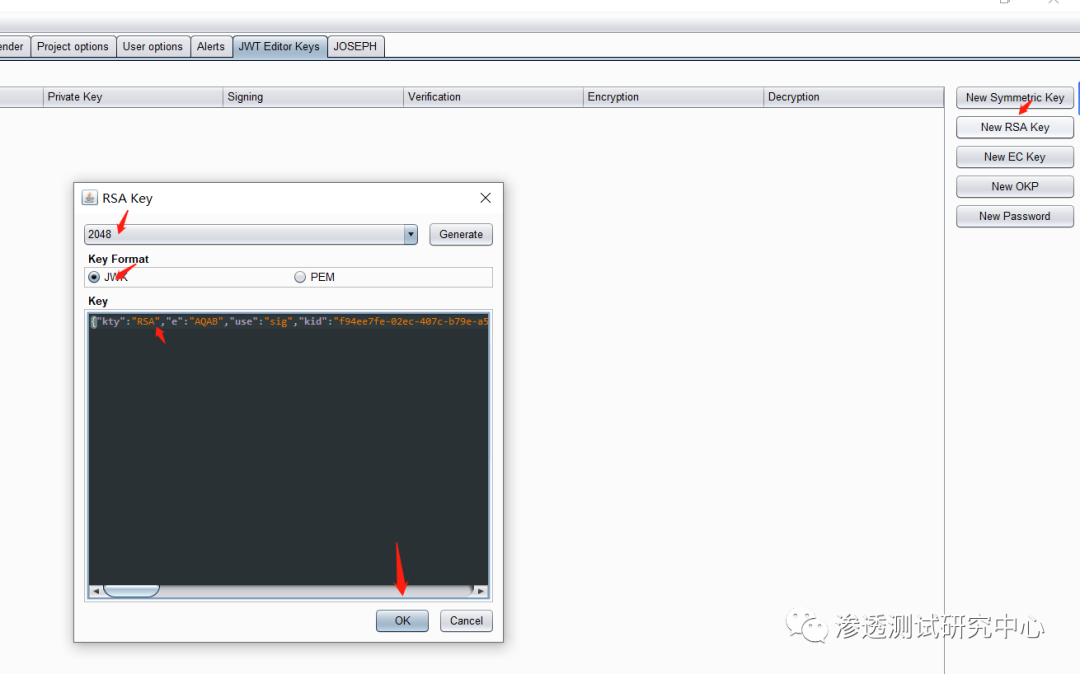 ender Project options User options Alerts JWT Editor Keys JOSEPH
Private Key Signing Verification Encryption Decryption
New Symmetric Key
New RSA Key
New EC Key
New OKP
New Password
RSA Key
2048 Generate
Key Format
JWK PEM
Key
{"kty":"RSA","e":"AQAB","use":"sig","kid":"f94ee7fe-02ec-407c-b79e-a5
OK Cancel
渗透测试研究中心